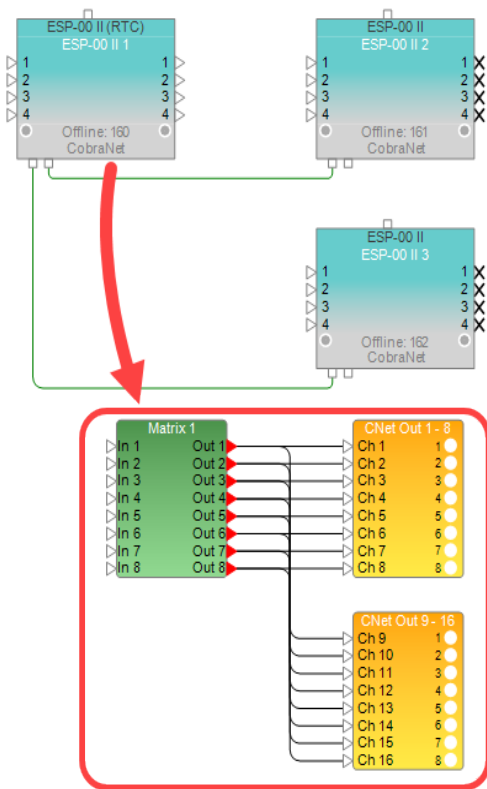 ESP-00 II (RTC)
ESP-00 II 1
1 1
2 2
3 3
4 4
Offline: 160
CobraNet
ESP-00 II
ESP-00 II 2
1 1
2 2
3 3
4 4
Offline: 161
CobraNet
ESP-00 II
ESP-00 II 3
1 1
2 2
3 3
4 4
Offline: 162
CobraNet
Matrix 1
In 1 Out 1
In 2 Out 2
In 3 Out 3
In 4 Out 4
In 5 Out 5
In 6 Out 6
In 7 Out 7
In 8 Out 8
CNet Out 1 - 8
Ch 1 1
Ch 2 2
Ch 3 3
Ch 4 4
Ch 5 5
Ch 6 6
Ch 7 7
Ch 8 8
CNet Out 9 - 16
Ch 9 1
Ch 10 2
Ch 11 3
Ch 12 4
Ch 13 5
Ch 14 6
Ch 15 7
Ch 16 8